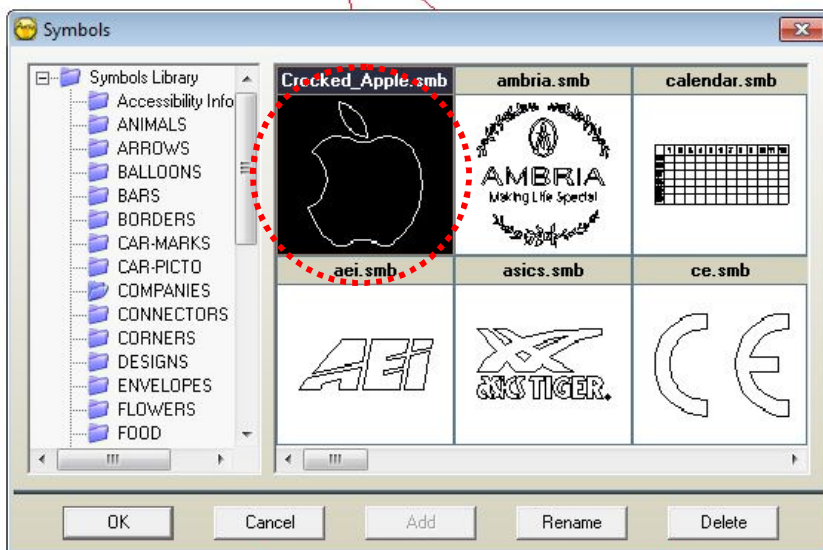 Symbols
Symbols Library
Accessibility Info
ANIMALS
ARROWS
BALLOONS
BARS
BORDERS
CAR-MARKS
CAR-PICTO
COMPANIES
CONNECTORS
CORNERS
DESIGNS
ENVELOPES
FLOWERS
FOOD
Crocked_Apple.smb
ambria.smb
calendar.smb
AMBRIA
Making Life Special
aei.smb
asics.smb
ce.smb
AEi
asics TIGER.
CE
OK
Cancel
Add
Rename
Delete